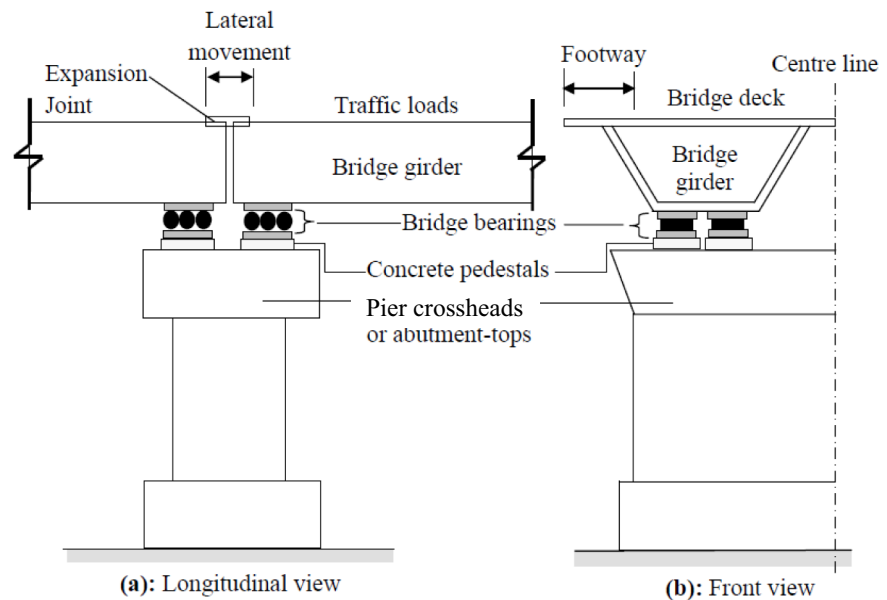 Lateral
movement
Expansion
Joint
Traffic loads
Bridge girder
Footway
Centre line
Bridge deck
Bridge
girder
Bridge bearings
Concrete pedestals
Pier crossheads
or abutment-tops
(a): Longitudinal view
(b): Front view